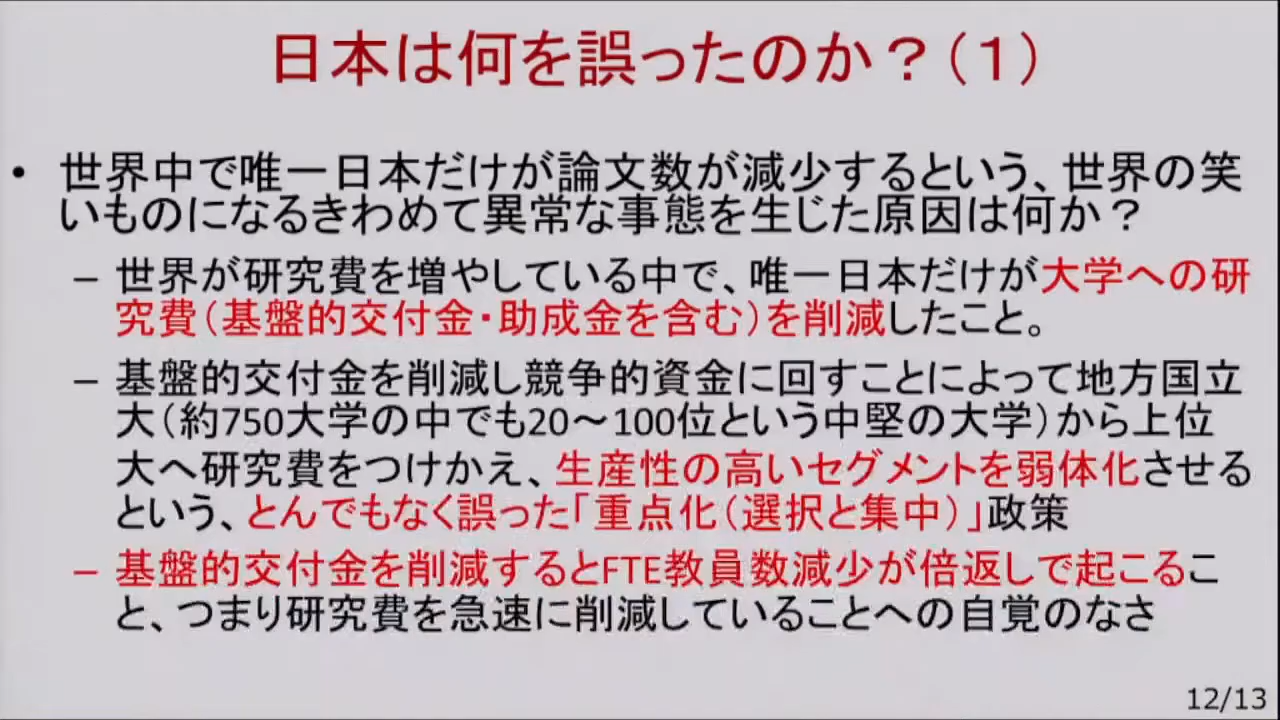 日本は何を誤ったのか？（１）
• 世界中で唯一日本だけが論文数が減少するという、世界の笑
いものになるきわめて異常な事態を生じた原因は何か？
– 世界が研究費を増やしている中で、唯一日本だけが大学への研
究費（基盤的交付金・助成金を含む）を削減したこと。
– 基盤的交付金を削減し競争的資金に回すことによって地方国立
大（約750大学の中でも20～100位という中堅の大学）から上位
大へ研究費をつけかえ、生産性の高いセグメントを弱体化させる
という、とんでもなく誤った「重点化（選択と集中）」政策
– 基盤的交付金を削減するとFTE教員数減少が倍返しで起こるこ
と、つまり研究費を急速に削減していることへの自覚のなさ
12/13